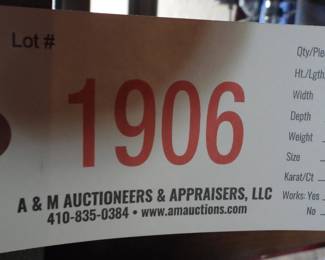 Lot #
1906
A & M AUCTIONEERS & APPRAISERS, LLC
410-835-0384 • www.amauctions.com
Qty/Pie
Ht./Lgth.
Width
Depth
Weight
Size
Karat/Ct
Works: Yes
No